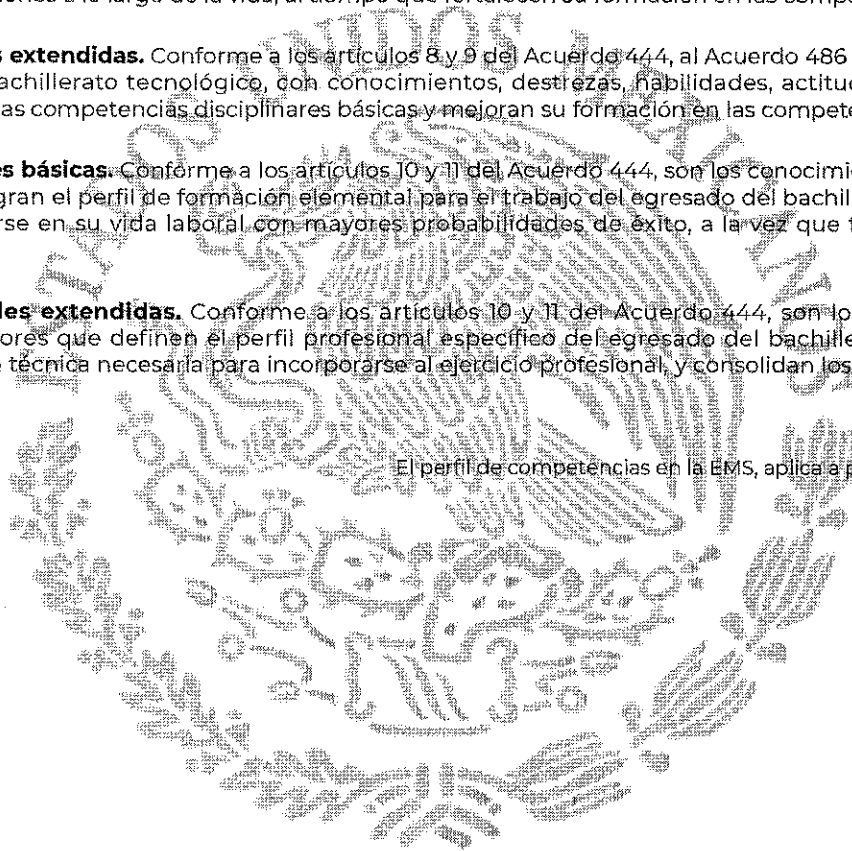 extendidas. Conforme a los artículos 8 y 9 del Acuerdo 444, al Acuerdo 486
bachillerato tecnológico, con conocimientos, destrezas, habilidades, actitu
as competencias disciplinares básicas y mejoran su formación en las compete
es básicas. Conforme a los artículos 10 y 11 del Acuerdo 444, son los conocimi
gran el perfil de formación elemental para el trabajo del egresado del bachil
rse en su vida laboral con mayores probabilidades de éxito, a la vez que f
les extendidas. Conforme a los artículos 10 y 11 del Acuerdo 444, son lo
ores que definen el perfil profesional específico del egresado del bachille
técnica necesaria para incorporarse al ejercicio profesional, y consolidan los
El perfil de competencias en la EMS, aplica a p
ESTADOS UNIDOS MEXICANOS